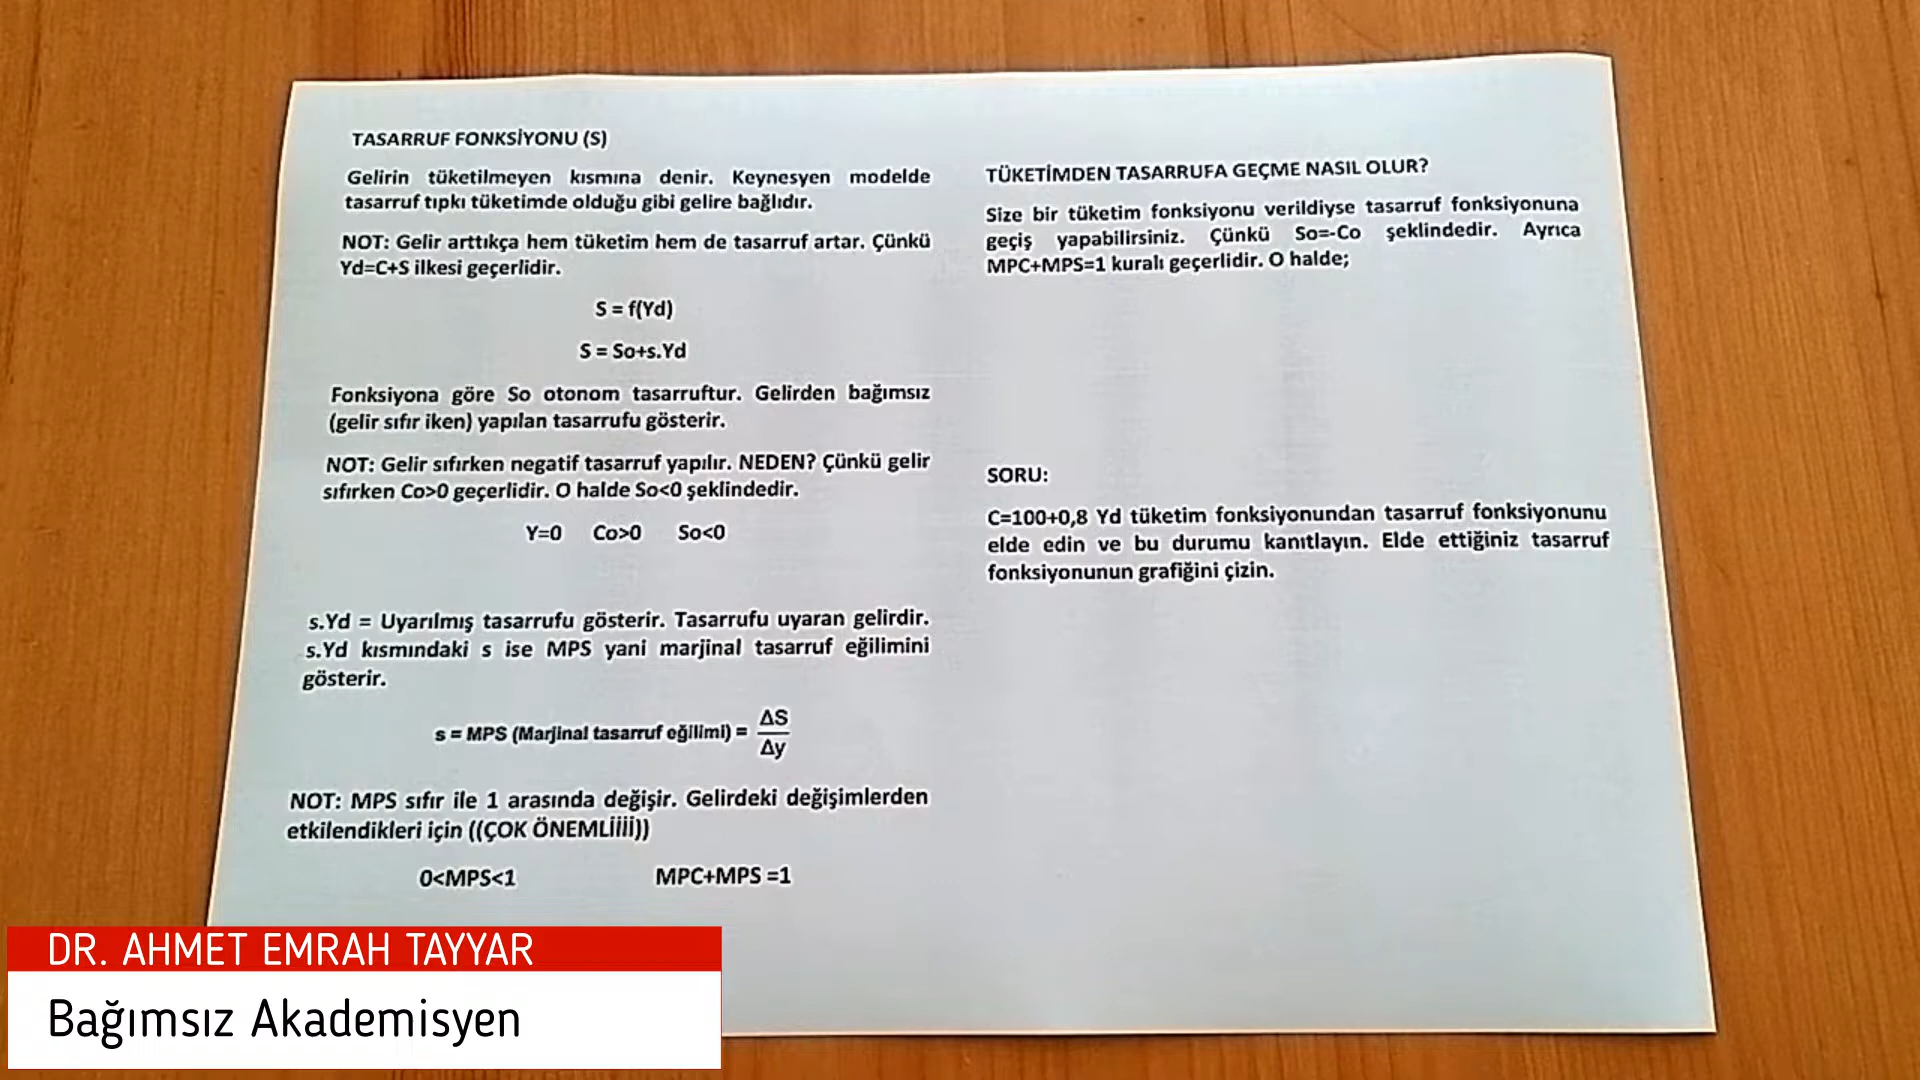 TASARRUF FONKSİYONU (S)
Gelirin tüketilmeyen kısmına denir. Keynesyen modelde
tasarruf tıpkı tüketimde olduğu gibi gelire bağlıdır.
NOT: Gelir arttıkça hem tüketim hem de tasarruf artar. Çünkü
Yd=C+S ilkesi geçerlidir.
S = f(Yd)
S = So+s.Yd
Fonksiyona göre So otonom tasarruftur. Gelirden bağımsız
(gelir sıfır iken) yapılan tasarrufu gösterir.
NOT: Gelir sıfırken negatif tasarruf yapılır. NEDEN? Çünkü gelir
sıfırken Co>0 geçerlidir. O halde So<0 şeklindedir.
Y=0 Co>0 So<0
s.Yd = Uyarılmış tasarrufu gösterir. Tasarrufu uyaran gelirdir.
s.Yd kısmındaki s ise MPS yani marjinal tasarruf eğilimini
gösterir.
s = MPS (Marjinal tasarruf eğilimi) = ΔS
Δy
NOT: MPS sıfır ile 1 arasında değişir. Gelirdeki değişimlerden
etkilendikleri için ((ÇOK ÖNEMLİİİİ))
0<MPS<1 MPC+MPS =1
TÜKETİMDEN TASARRUFA GEÇME NASIL OLUR?
Size bir tüketim fonksiyonu verildiyse tasarruf fonksiyonuna
geçiş yapabilirsiniz. Çünkü So=-Co şeklindedir. Ayrıca
MPC+MPS=1 kuralı geçerlidir. O halde;
SORU:
C=100+0,8 Yd tüketim fonksiyonundan tasarruf fonksiyonunu
elde edin ve bu durumu kanıtlayın. Elde ettiğiniz tasarruf
fonksiyonunun grafiğini çizin.
DR. AHMET EMRAH TAYYAR
Bağımsız Akademisyen